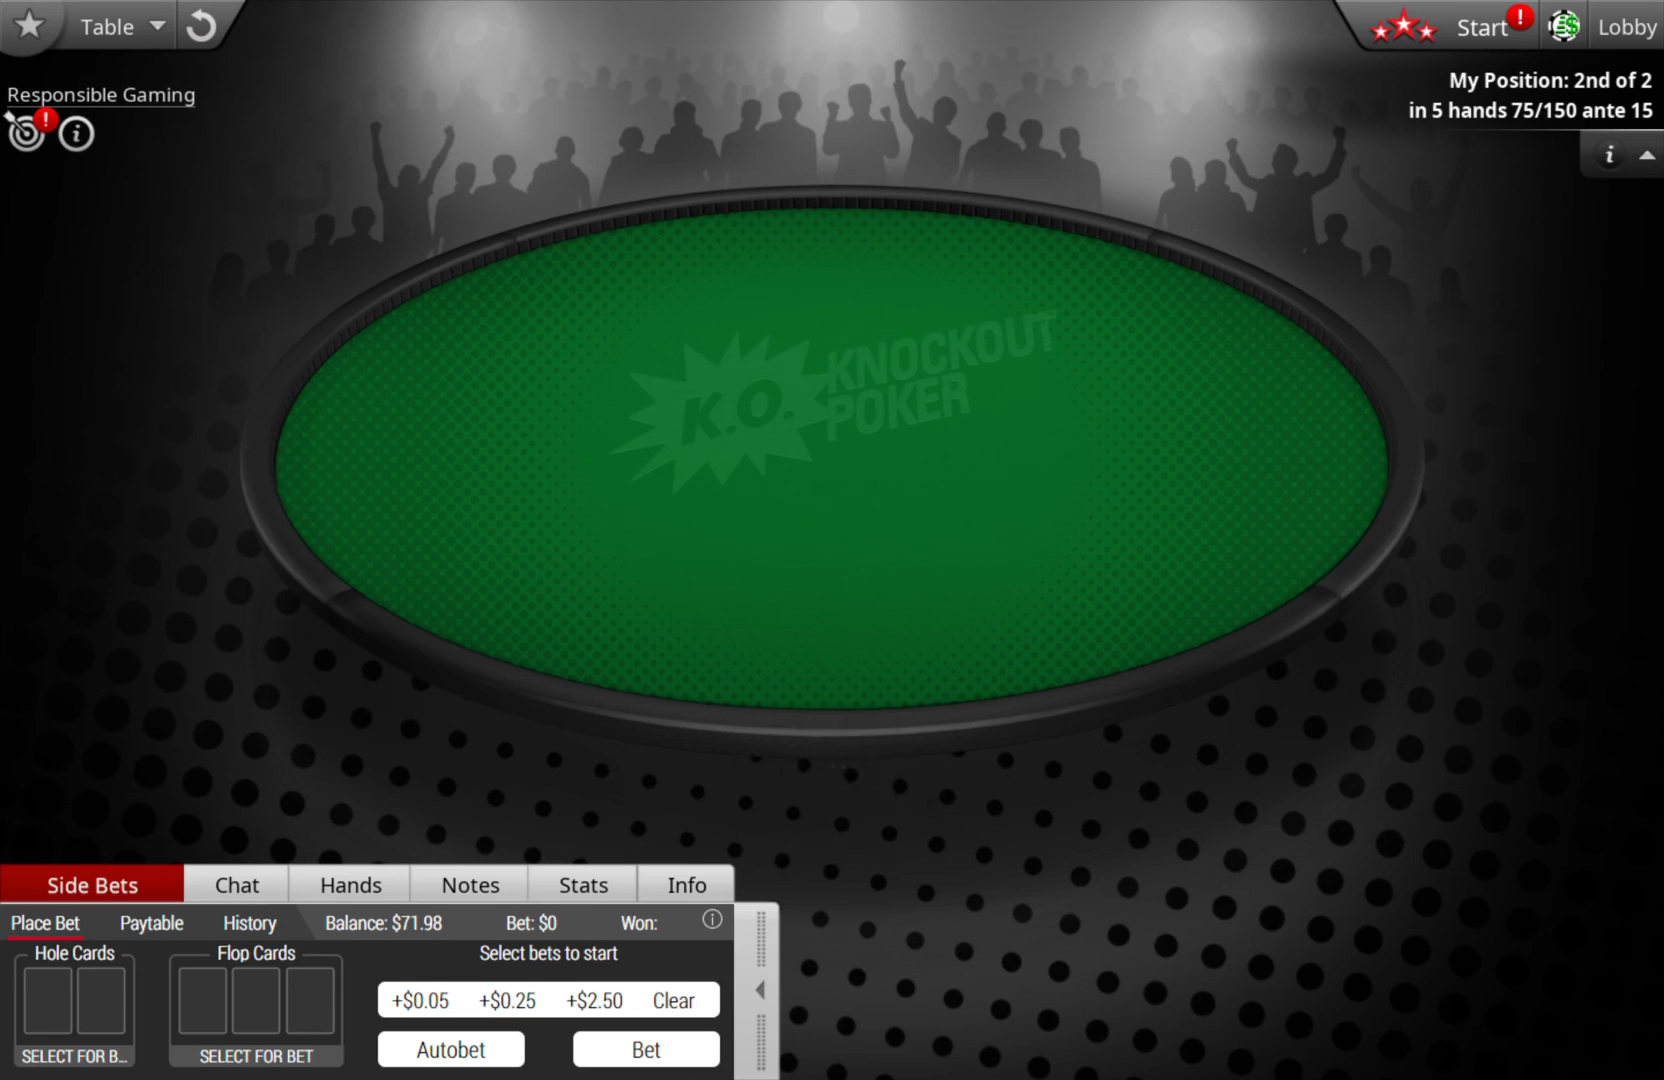 Table
Start
!
Lobby
Responsible Gaming
!
i
My Position: 2nd of 2
in 5 hands 75/150 ante 15
i
K.O. KNOCKOUT
POKER
Side Bets
Chat
Hands
Notes
Stats
Info
Place Bet
Paytable
History
Balance: $71.98
Bet: $0
Won:
i
Hole Cards
Flop Cards
Select bets to start
+$0.05
+$0.25
+$2.50
Clear
SELECT FOR B...
SELECT FOR BET
Autobet
Bet